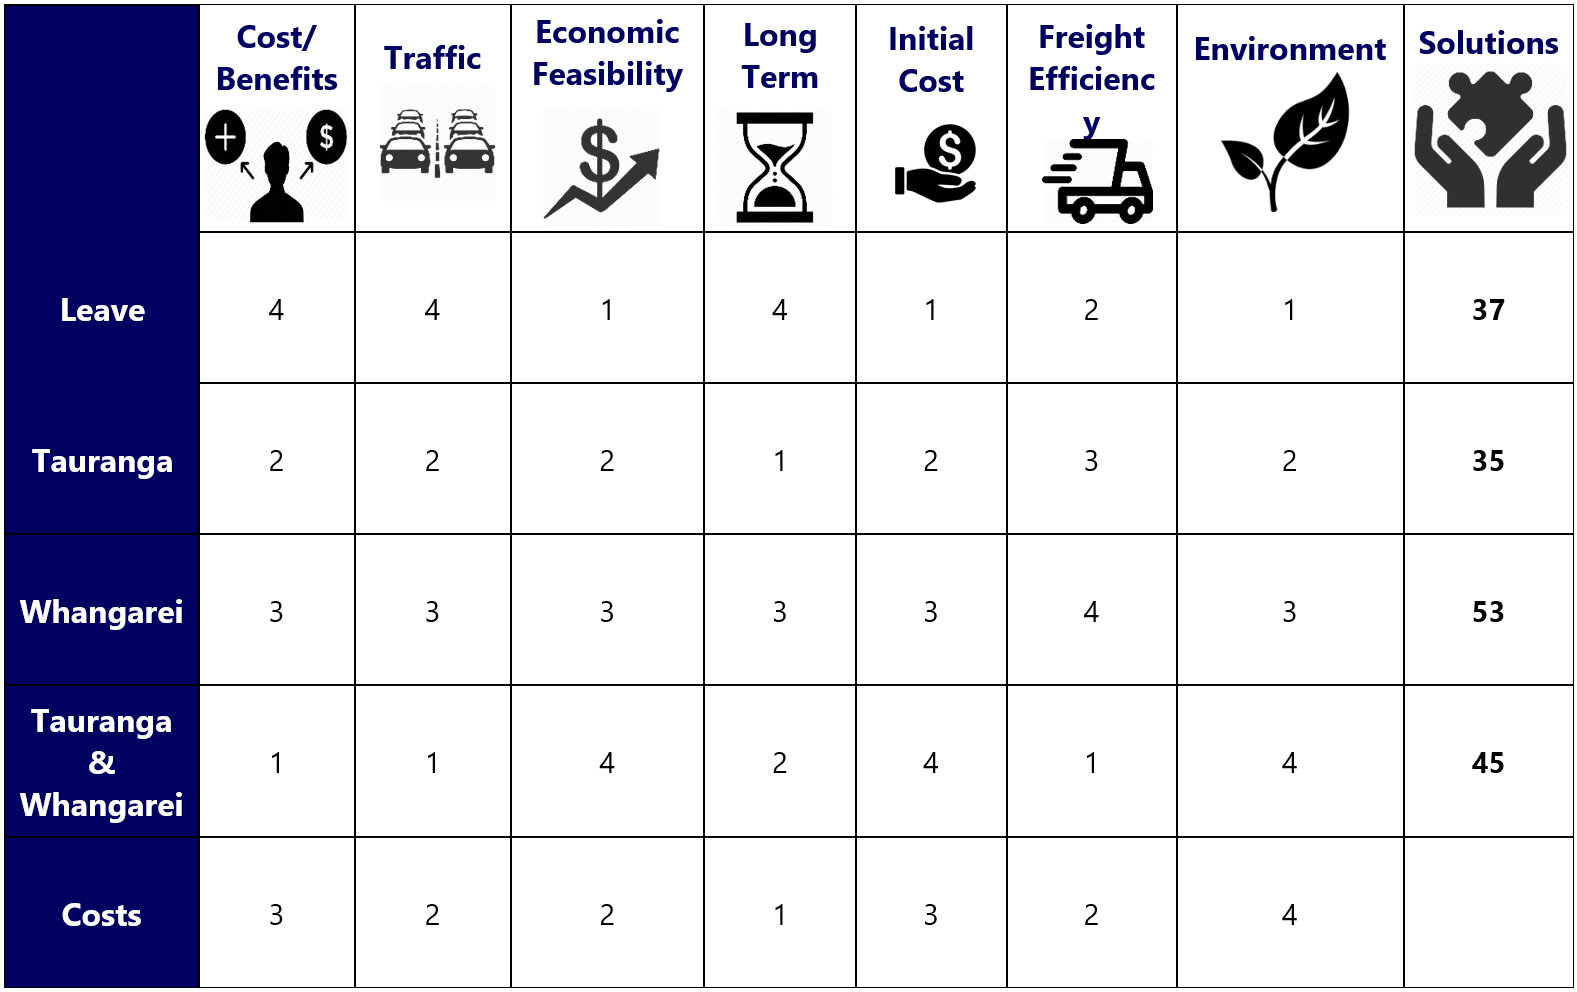 Cost/
Benefits
Traffic
Economic
Feasibility
Long
Term
Initial
Cost
Freight
Efficienc
y
Environment
Solutions
+
$
$
$
Leave 4 4 1 4 1 2 1 37
Tauranga 2 2 2 1 2 3 2 35
Whangarei 3 3 3 3 3 4 3 53
Tauranga
&
Whangarei 1 1 4 2 4 1 4 45
Costs 3 2 2 1 3 2 4